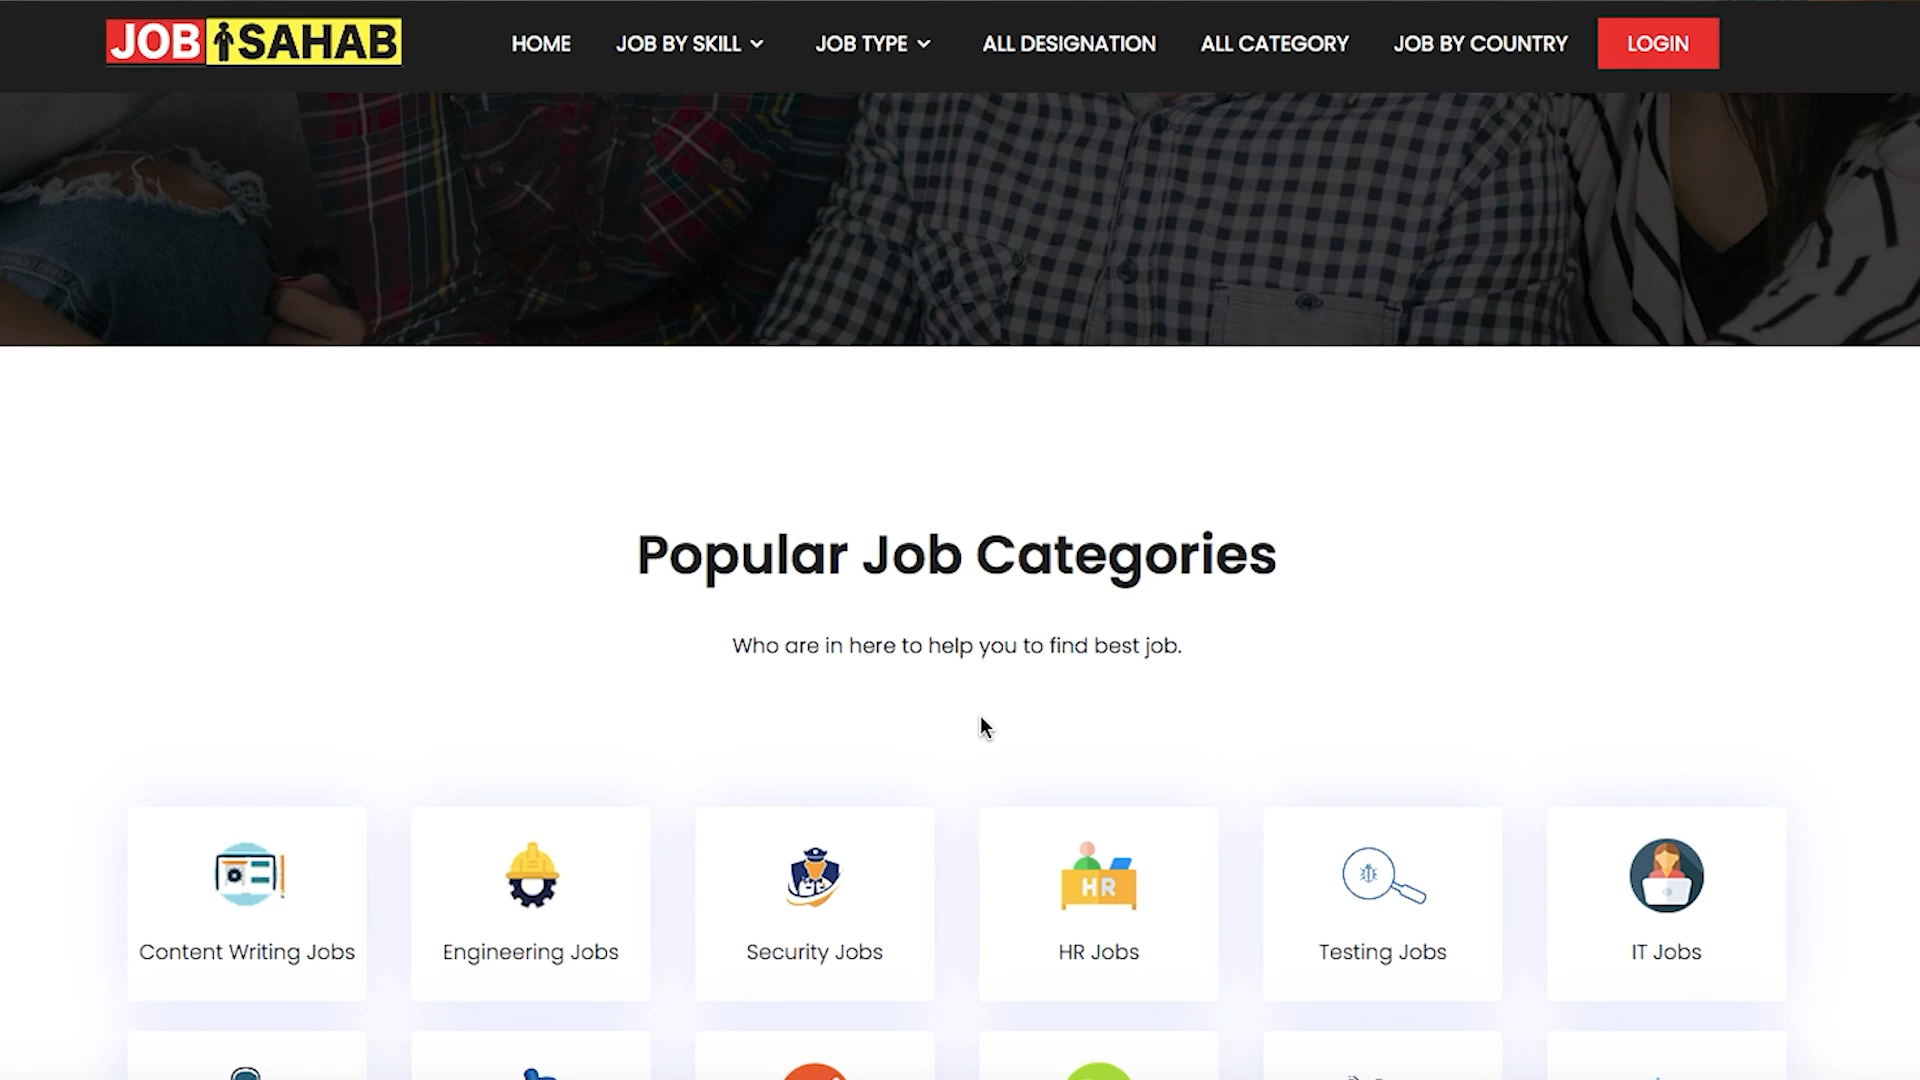 JOB SAHAB HOME JOB BY SKILL JOB TYPE ALL DESIGNATION ALL CATEGORY JOB BY COUNTRY LOGIN
Popular Job Categories
Who are in here to help you to find best job.
HR
Content Writing Jobs Engineering Jobs Security Jobs HR Jobs Testing Jobs IT Jobs